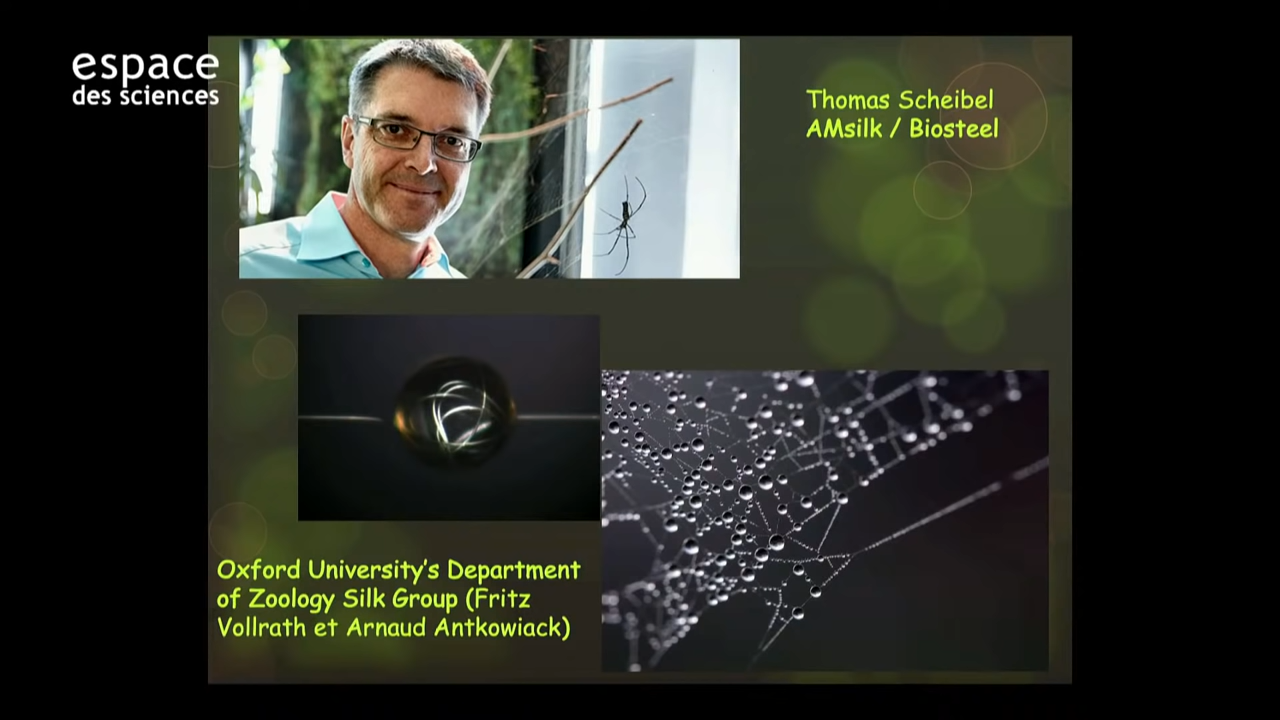 espace
des sciences
Thomas Scheibel
AMsilk / Biosteel
Oxford University's Department
of Zoology Silk Group (Fritz
Vollrath et Arnaud Antkowiack)